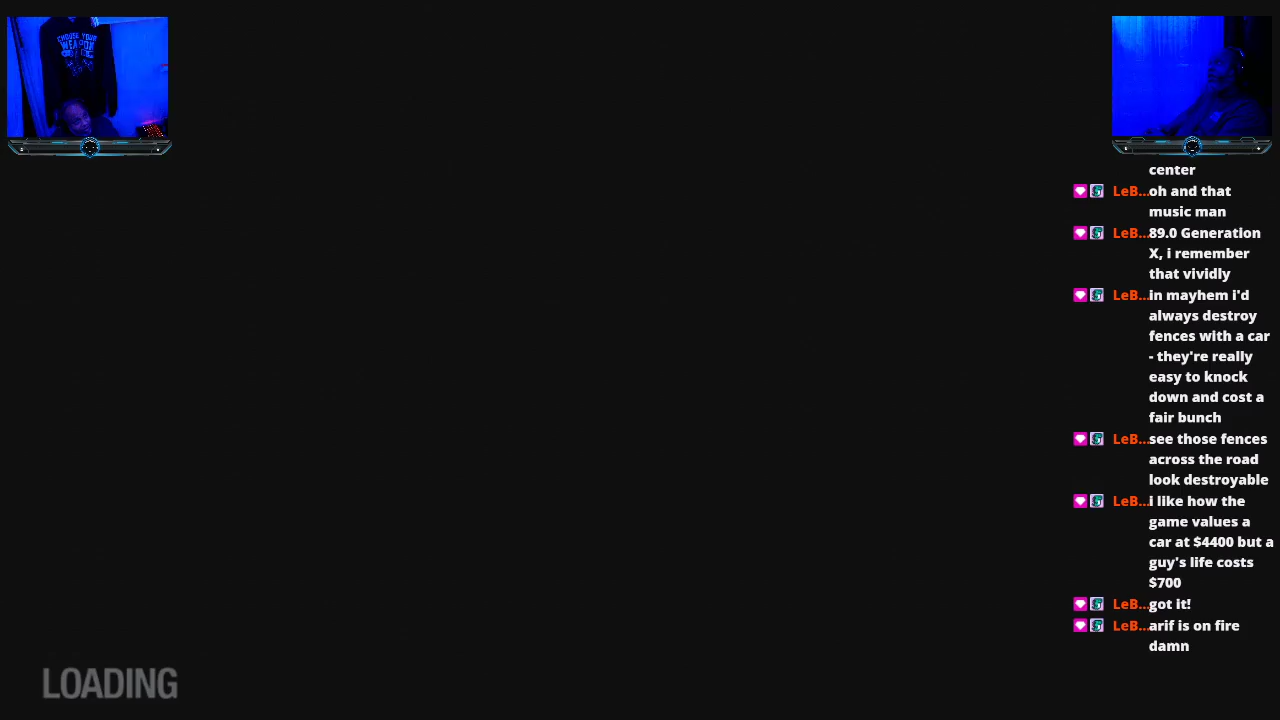 CHOOSE YOUR
WEAPON
center
LeB...oh and that
music man
LeB...89.0 Generation
X, i remember
that vividly
LeB...in mayhem i'd
always destroy
fences with a car
- they're really
easy to knock
down and cost a
fair bunch
LeB...see those fences
across the road
look destroyable
LeB...i like how the
game values a
car at $4400 but a
guy's life costs
$700
LeB...got it!
LeB...arif is on fire
damn
LOADING